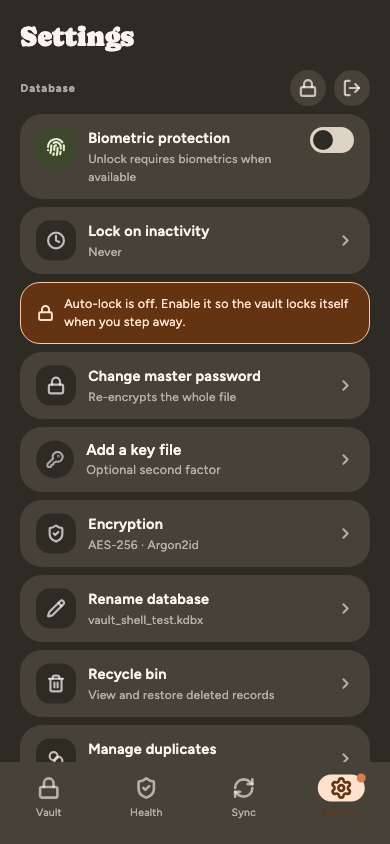 Settings
Database
Biometric protection
Unlock requires biometrics when
available
Lock on inactivity
Never
Auto-lock is off. Enable it so the vault locks itself
when you step away.
Change master password
Re-encrypts the whole file
Add a key file
Optional second factor
Encryption
AES-256 · Argon2id
Rename database
vault_shell_test.kdbx
Recycle bin
View and restore deleted records
Manage duplicates
Vault
Health
Sync